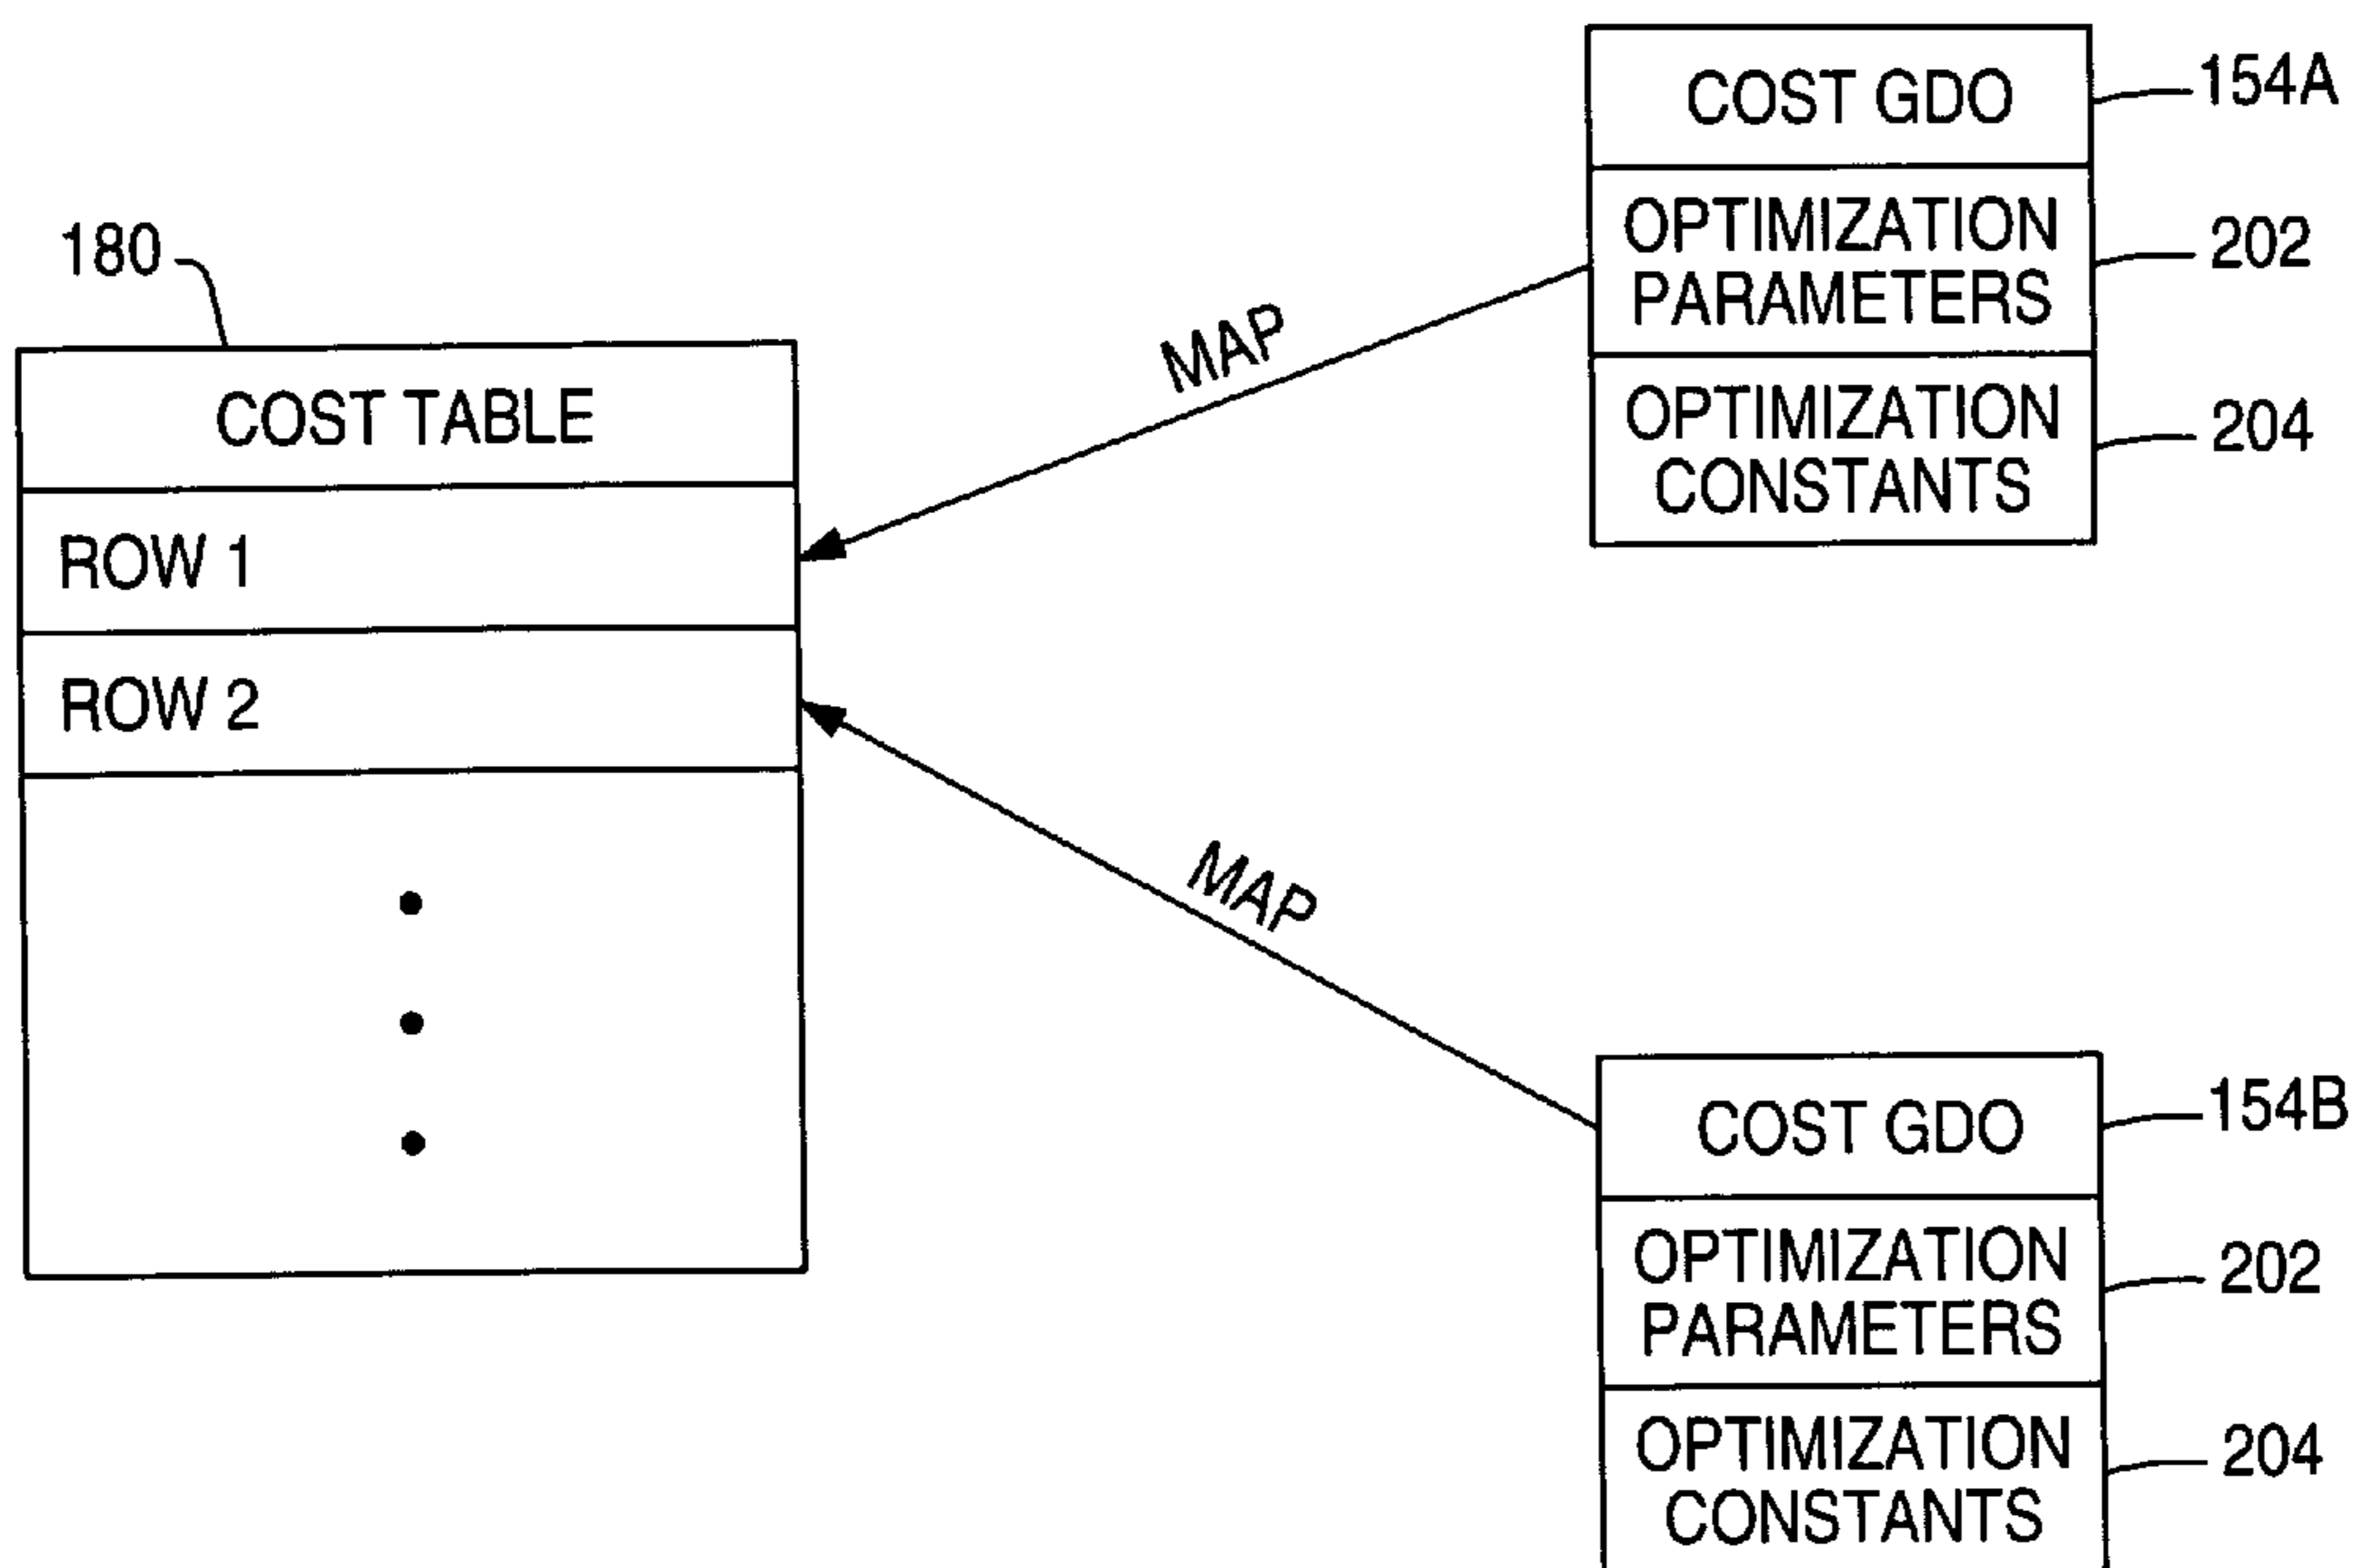 180
COST TABLE
ROW 1
ROW 2
MAP
MAP
COST GDO
154A
OPTIMIZATION
PARAMETERS
202
OPTIMIZATION
CONSTANTS
204
COST GDO
154B
OPTIMIZATION
PARAMETERS
202
OPTIMIZATION
CONSTANTS
204